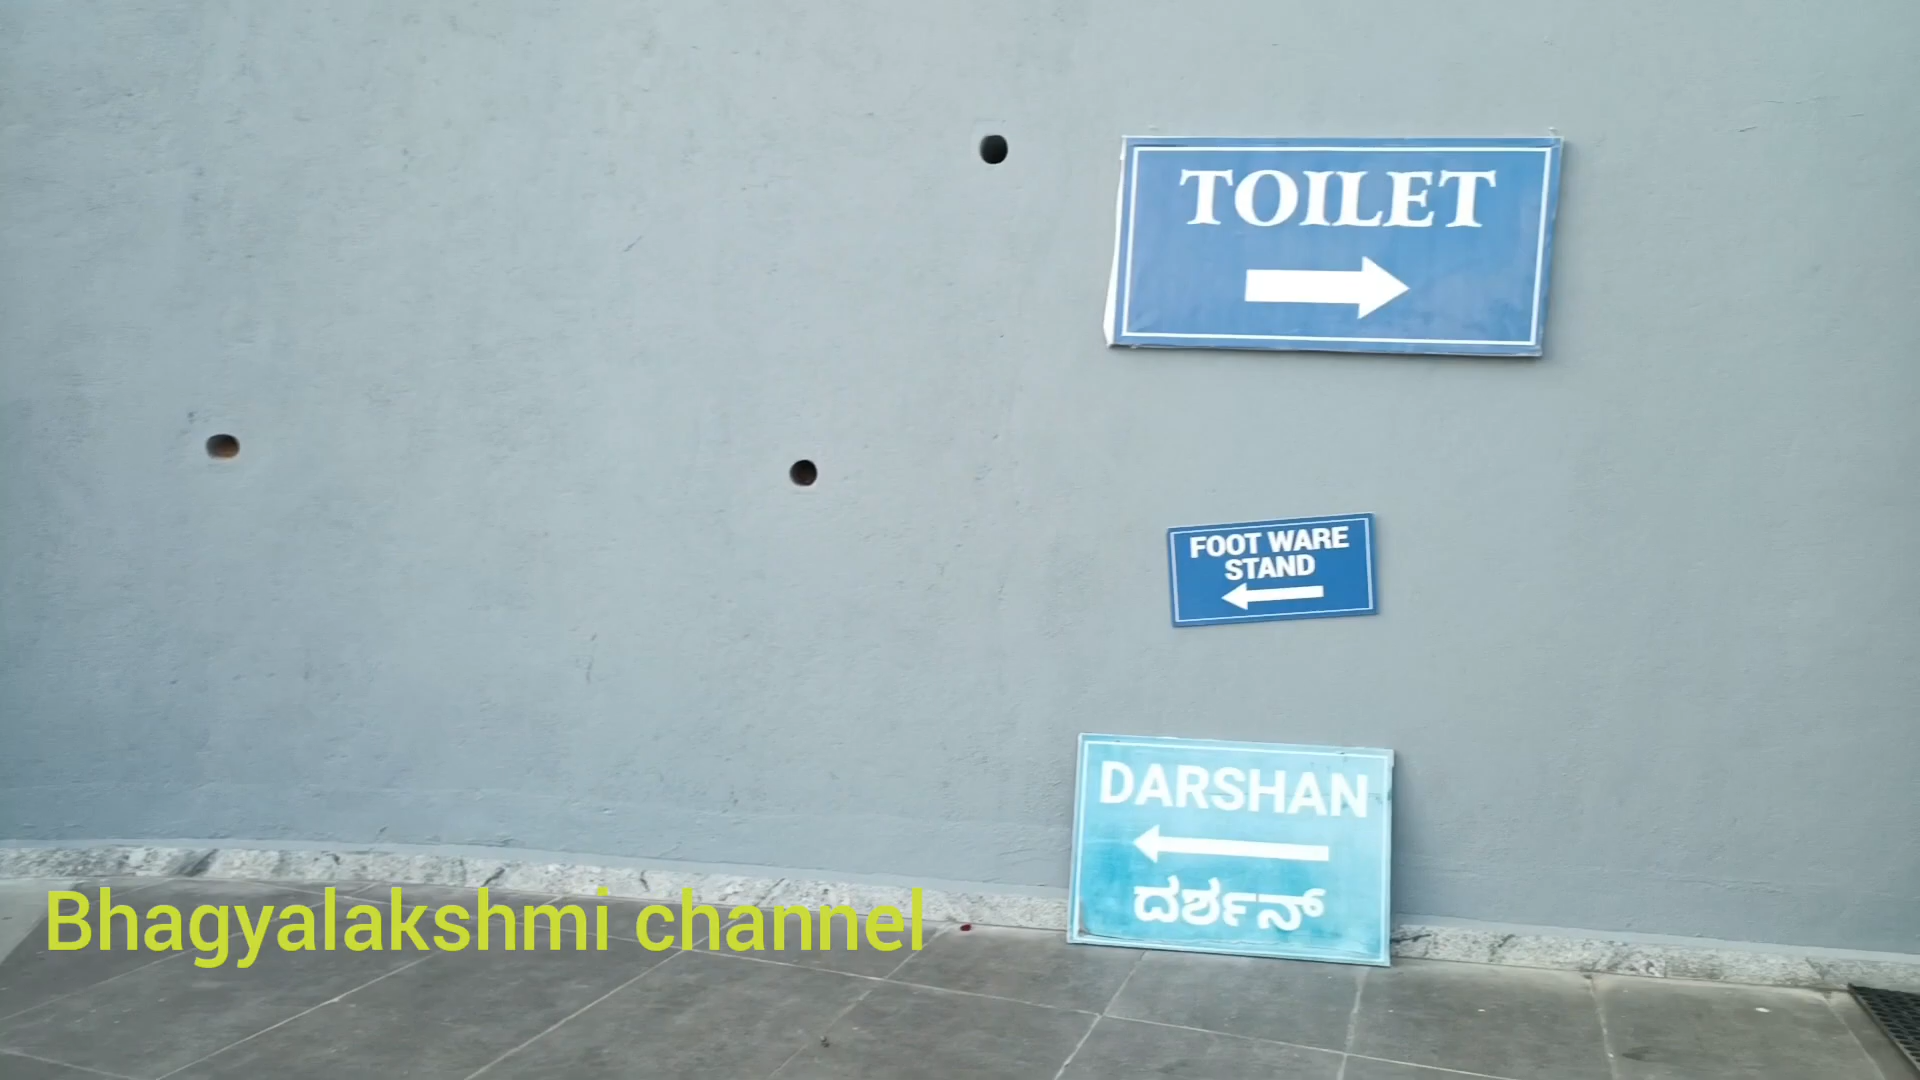 TOILET
FOOT WARE
STAND
DARSHAN
ದರ್ಶನ್
Bhagyalakshmi channel